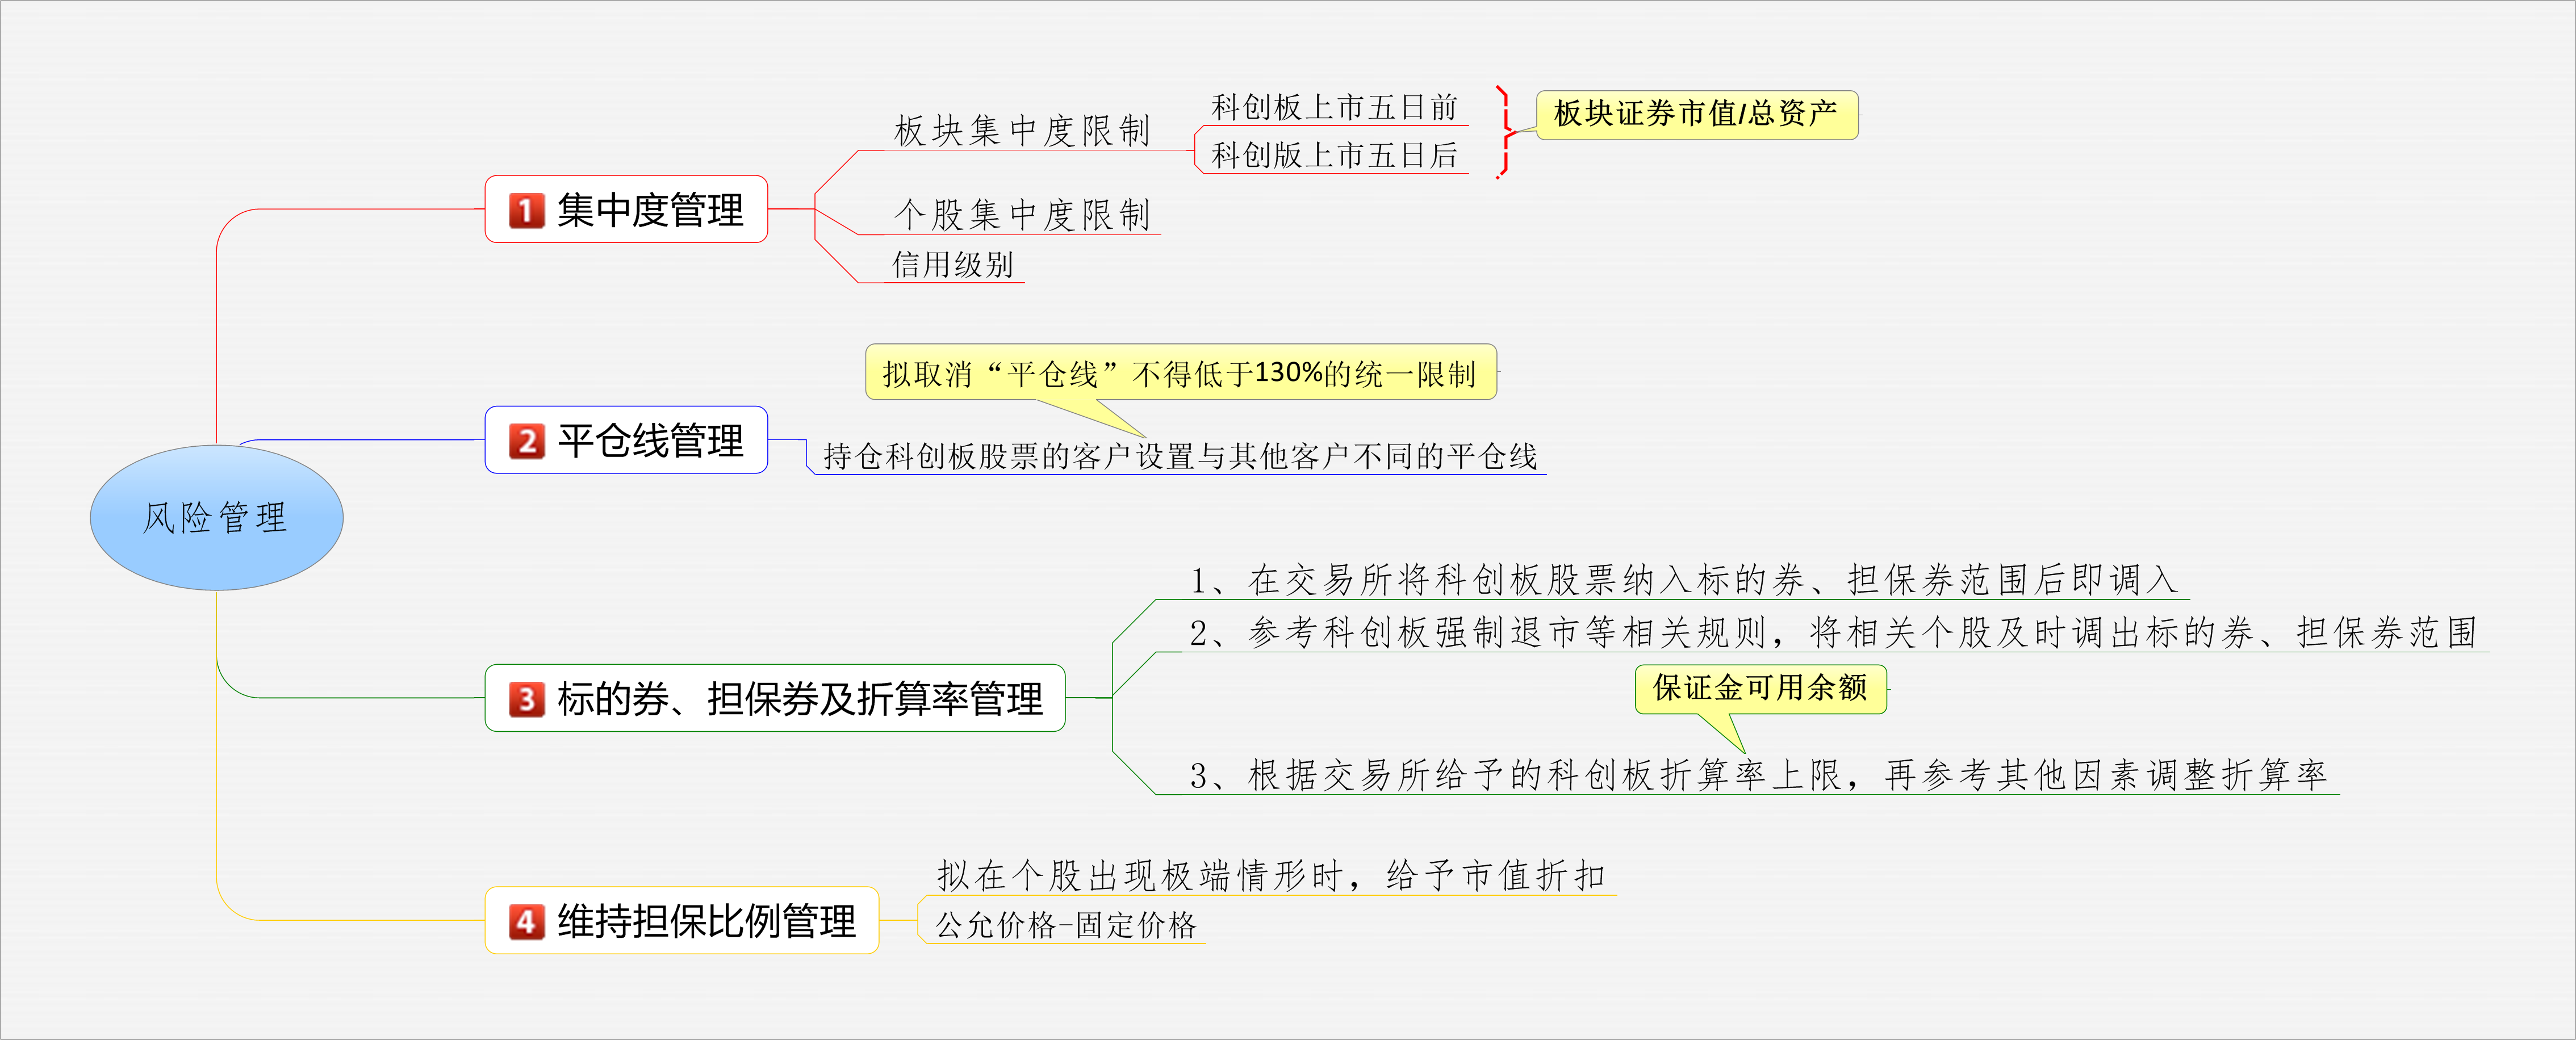 风险管理
1 集中度管理
板块集中度限制
科创板上市五日前
科创版上市五日后
板块证券市值/总资产
个股集中度限制
信用级别
2 平仓线管理
拟取消“平仓线”不得低于130%的统一限制
持仓科创板股票的客户设置与其他客户不同的平仓线
3 标的券、担保券及折算率管理
1、在交易所将科创板股票纳入标的券、担保券范围后即调入
2、参考科创板强制退市等相关规则，将相关个股及时调出标的券、担保券范围
保证金可用余额
3、根据交易所给予的科创板折算率上限，再参考其他因素调整折算率
4 维持担保比例管理
拟在个股出现极端情形时，给予市值折扣
公允价格-固定价格